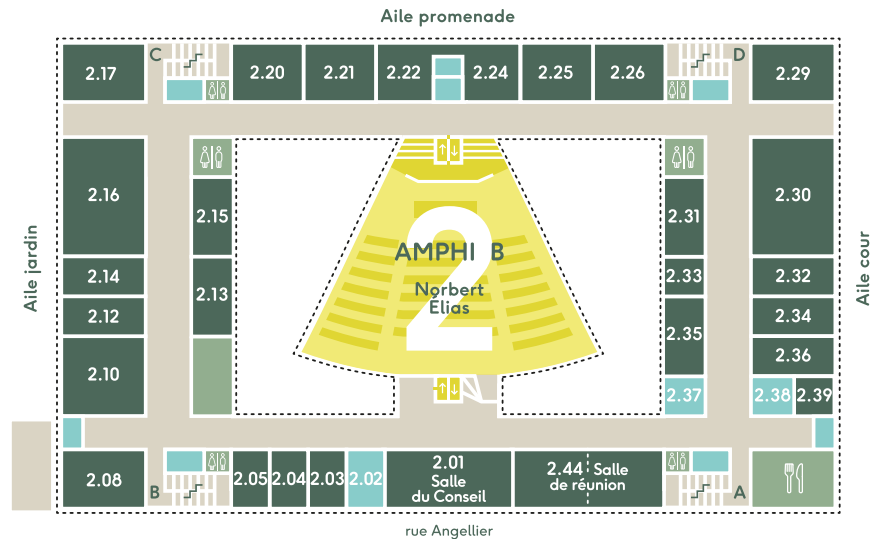 Aile promenade
C
D
2.17
2.20
2.21
2.22
2.24
2.25
2.26
2.29
2.16
2.15
2.31
2.30
Aile jardin
Aile cour
AMPHI B
2
Norbert
Élias
2.14
2.13
2.33
2.32
2.12
2.35
2.34
2.10
2.36
2.37
2.38
2.39
2.08
B
2.05
2.04
2.03
2.02
2.01
Salle
du Conseil
2.44 Salle
de réunion
A
rue Angellier